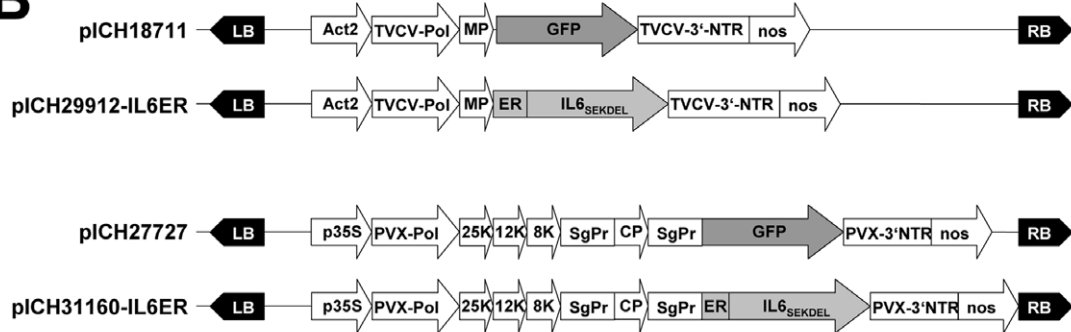 B
pICH18711 LB Act2 TVCV-Pol MP GFP TVCV-3‘-NTR nos RB
pICH29912-IL6ER LB Act2 TVCV-Pol MP ER IL6SEKDEL TVCV-3‘-NTR nos RB
pICH27727 LB p35S PVX-Pol 25K 12K 8K SgPr CP SgPr GFP PVX-3‘NTR nos RB
pICH31160-IL6ER LB p35S PVX-Pol 25K 12K 8K SgPr CP SgPr ER IL6SEKDEL PVX-3‘NTR nos RB